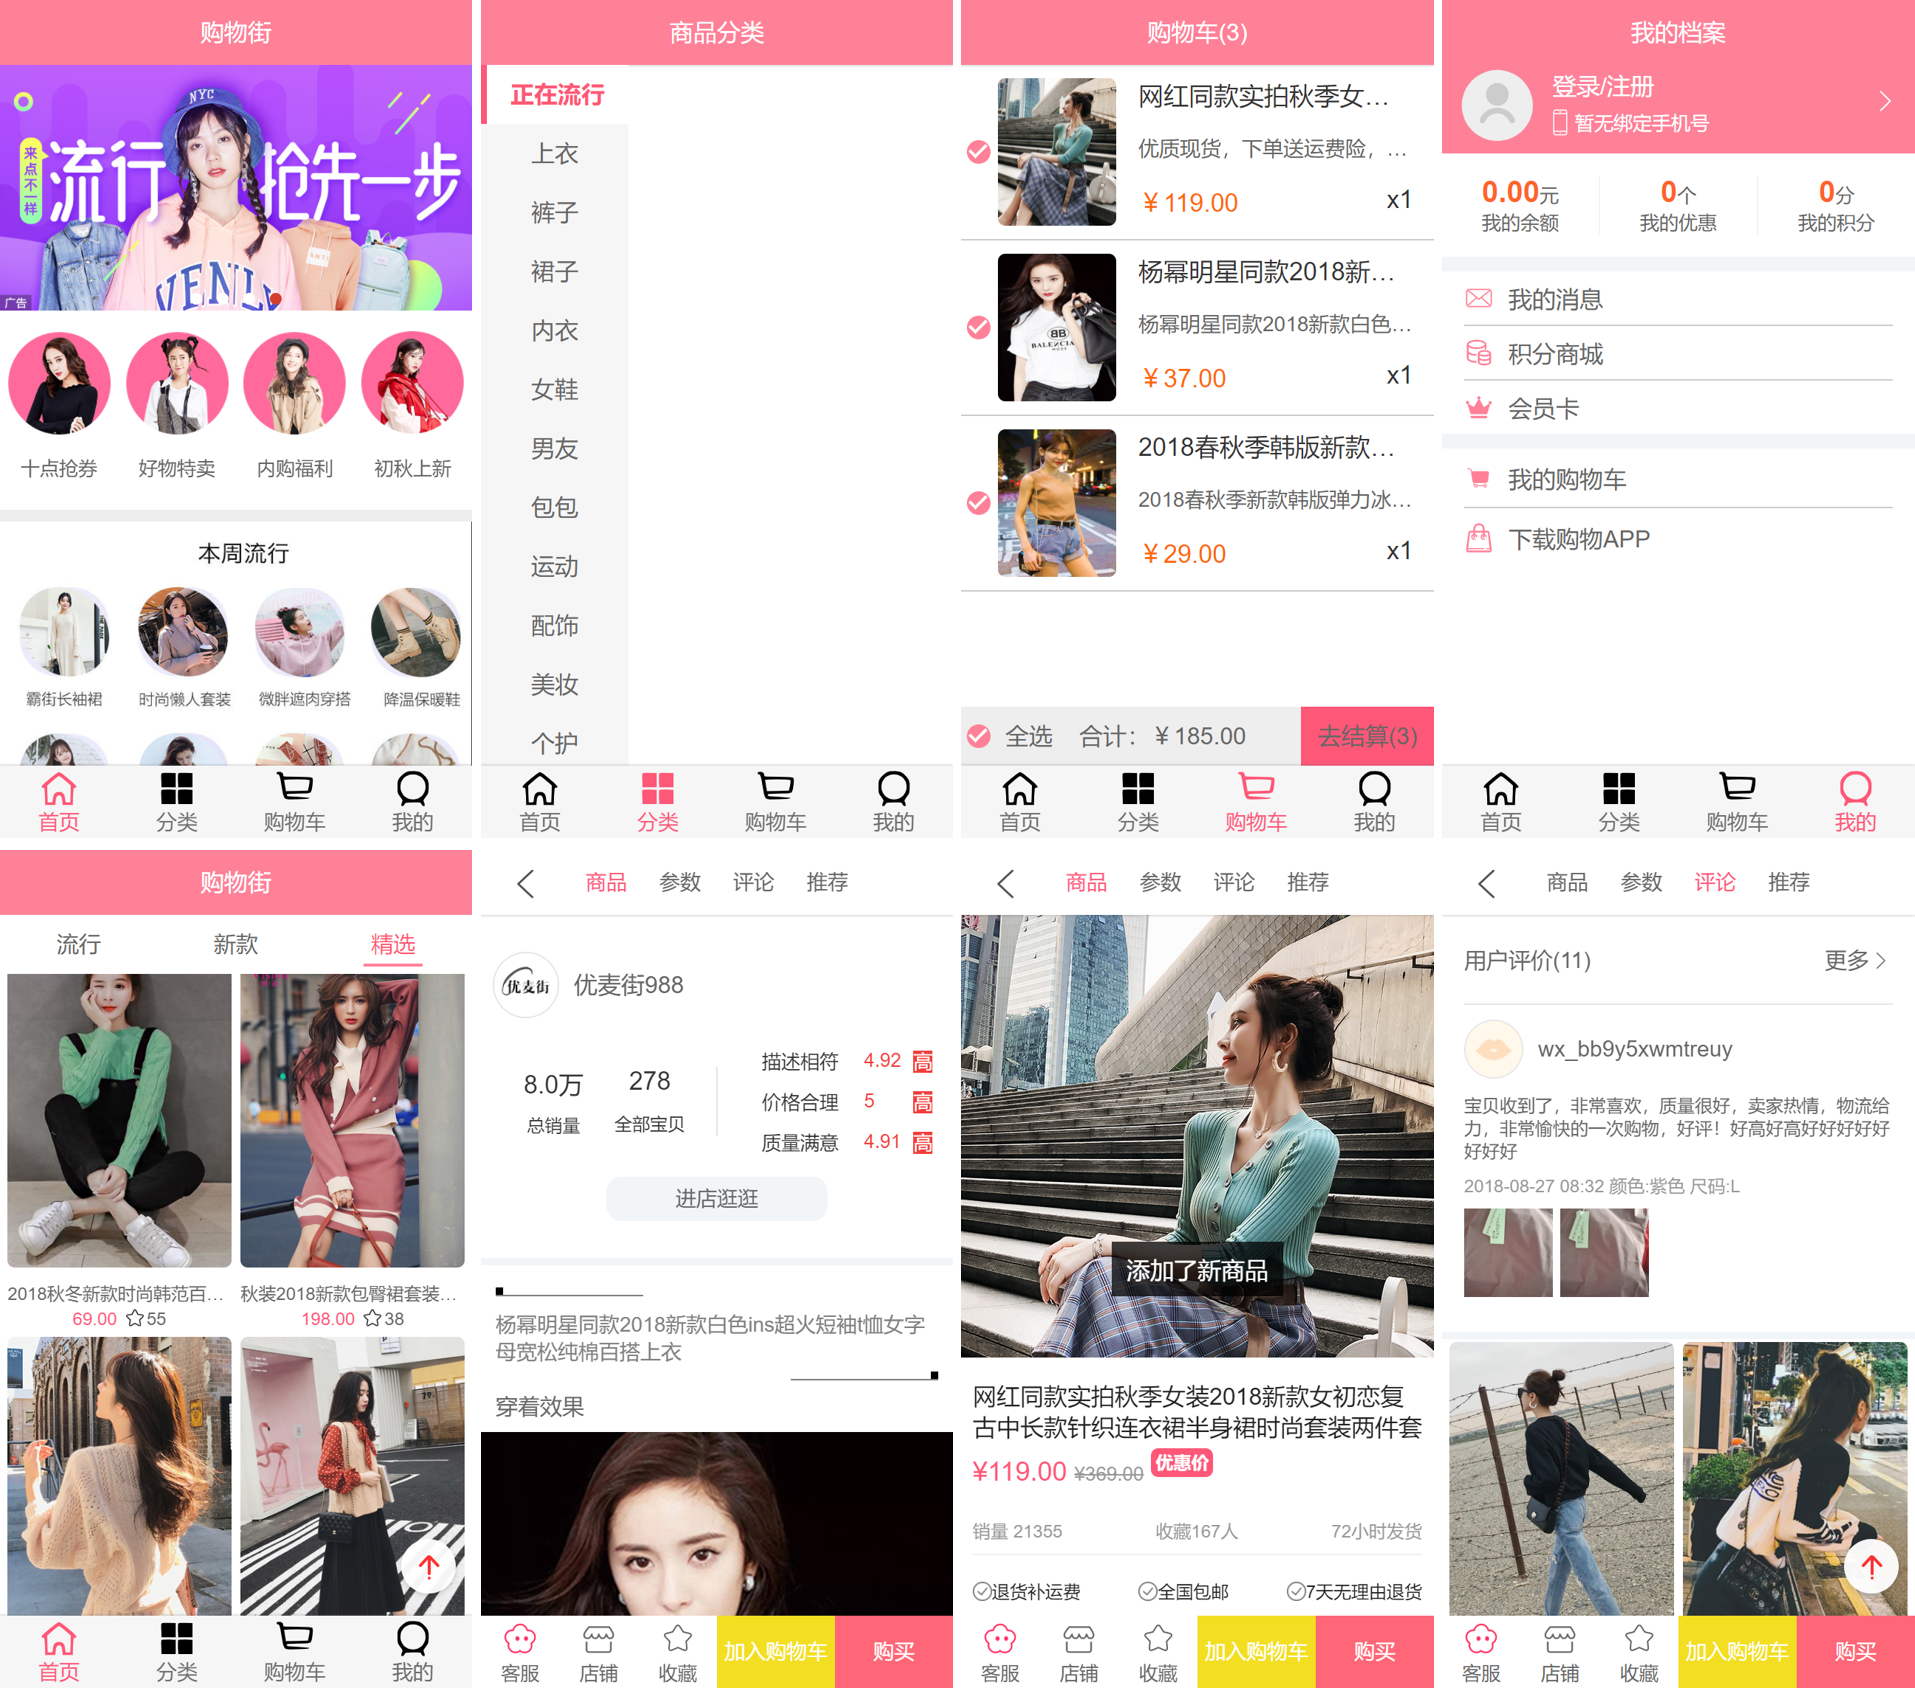 购物街
NYC
来点不一样
流行 抢先一步
VENLI
广告
十点抢券 好物特卖 内购福利 初秋上新
本周流行
霸街长袖裙 时尚懒人套装 微胖遮肉穿搭 降温保暖鞋
首页 分类 购物车 我的
商品分类
正在流行
上衣
裤子
裙子
内衣
女鞋
男友
包包
运动
配饰
美妆
个护
首页 分类 购物车 我的
购物车(3)
网红同款实拍秋季女...
优质现货，下单送运费险，...
￥119.00 x1
杨幂明星同款2018新...
杨幂明星同款2018新款白色...
￥37.00 x1
BB
BALENCIA
2018春秋季韩版新款...
2018春秋季新款韩版弹力冰...
￥29.00 x1
全选 合计：￥185.00 去结算(3)
首页 分类 购物车 我的
我的档案
登录/注册
暂无绑定手机号
0.00元 0个 0分
我的余额 我的优惠 我的积分
我的消息
积分商城
会员卡
我的购物车
下载购物APP
首页 分类 购物车 我的
购物街
流行 新款 精选
2018秋冬新款时尚韩范百... 秋装2018新款包臀裙套装...
69.00 55 198.00 38
首页 分类 购物车 我的
商品 参数 评论 推荐
优麦街 优麦街988
8.0万 278
总销量 全部宝贝
描述相符 4.92 高
价格合理 5 高
质量满意 4.91 高
进店逛逛
杨幂明星同款2018新款白色ins超火短袖t恤女字
母宽松纯棉百搭上衣
穿着效果
客服 店铺 收藏 加入购物车 购买
商品 参数 评论 推荐
添加了新商品
网红同款实拍秋季女装2018新款女初恋复
古中长款针织连衣裙半身裙时尚套装两件套
¥119.00 ¥369.00 优惠价
销量 21355 收藏167人 72小时发货
退货补运费 全国包邮 7天无理由退货
客服 店铺 收藏 加入购物车 购买
商品 参数 评论 推荐
用户评价(11) 更多
wx_bb9y5xwmtreuy
宝贝收到了，非常喜欢，质量很好，卖家热情，物流给
力，非常愉快的一次购物，好评！好高好高好好好好好
好好好
2018-08-27 08:32 颜色:紫色 尺码:L
客服 店铺 收藏 加入购物车 购买